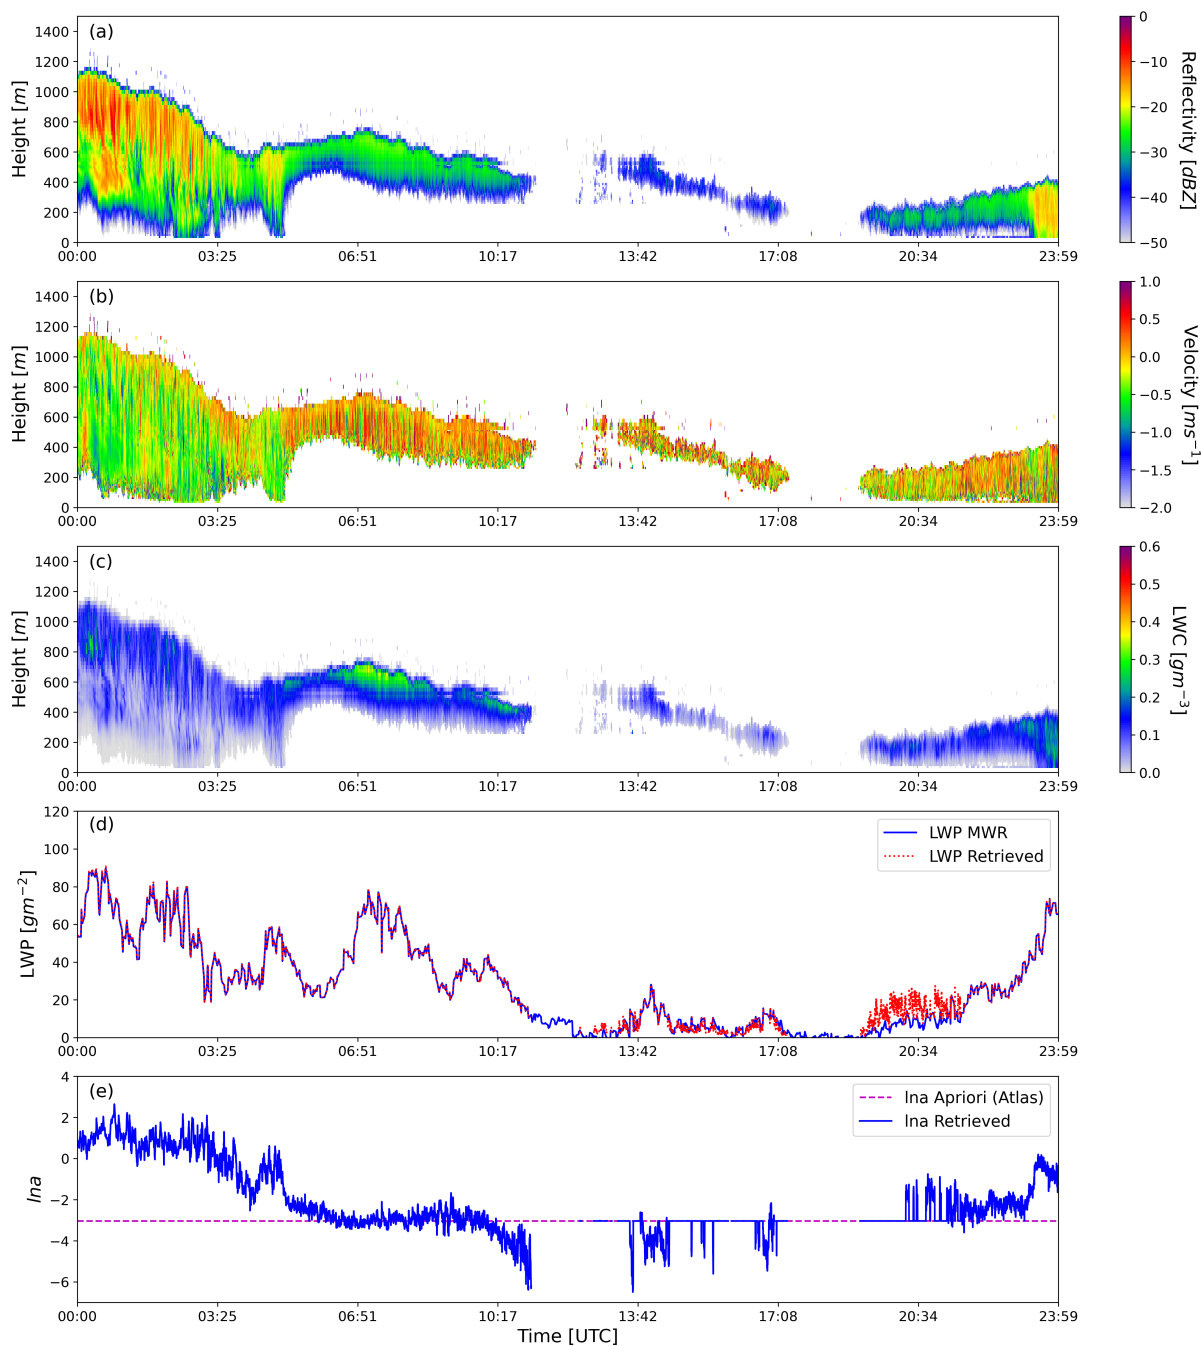 (a)
1400
1200
1000
800
600
400
200
0
Height [m]
00:00 03:25 06:51 10:17 13:42 17:08 20:34 23:59
0
−10
−20
−30
−40
−50
Reflectivity [dBZ]
(b)
1400
1200
1000
800
600
400
200
0
Height [m]
00:00 03:25 06:51 10:17 13:42 17:08 20:34 23:59
1.0
0.5
0.0
−0.5
−1.0
−1.5
−2.0
Velocity [ms⁻¹]
(c)
1400
1200
1000
800
600
400
200
0
Height [m]
00:00 03:25 06:51 10:17 13:42 17:08 20:34 23:59
0.6
0.5
0.4
0.3
0.2
0.1
0.0
LWC [gm⁻³]
(d)
120
100
80
60
40
20
0
LWP [gm⁻²]
LWP MWR
LWP Retrieved
00:00 03:25 06:51 10:17 13:42 17:08 20:34 23:59
(e)
4
2
0
−2
−4
−6
lna
lna Apriori (Atlas)
lna Retrieved
00:00 03:25 06:51 10:17 13:42 17:08 20:34 23:59
Time [UTC]